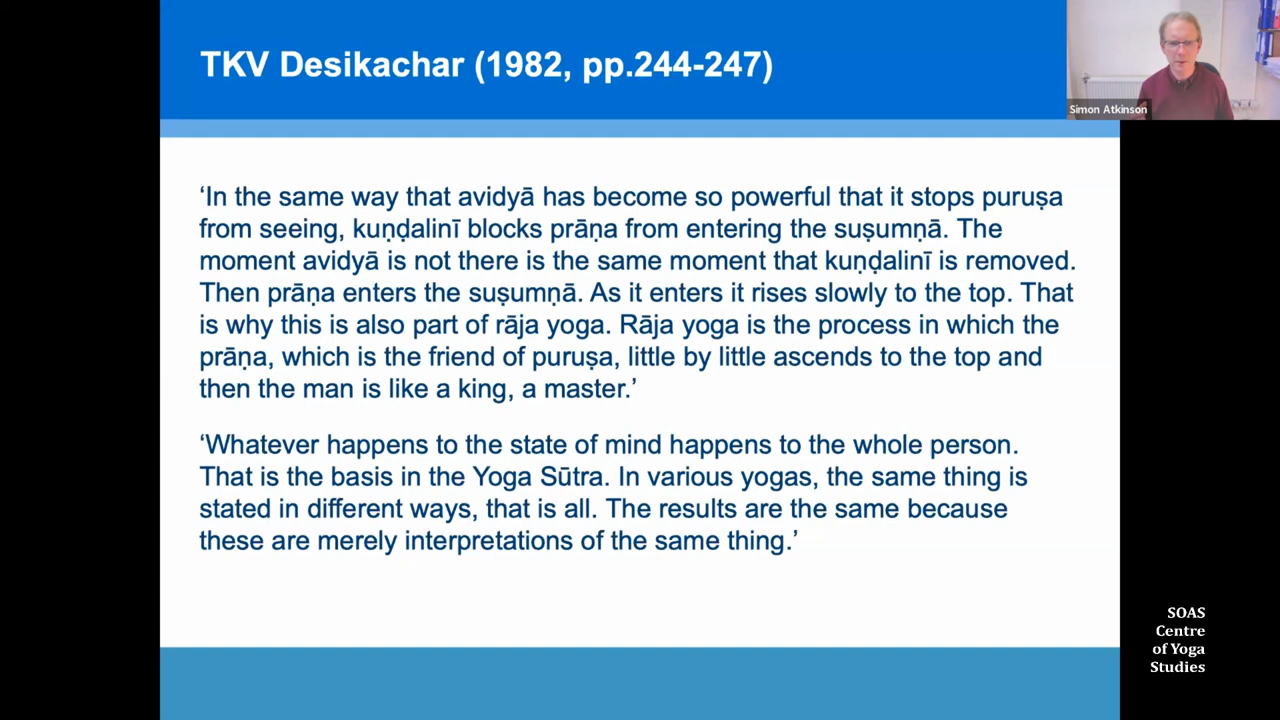 TKV Desikachar (1982, pp.244-247)
Simon Atkinson
‘In the same way that avidyā has become so powerful that it stops puruṣa
from seeing, kuṇḍalinī blocks prāṇa from entering the suṣumṇā. The
moment avidyā is not there is the same moment that kuṇḍalinī is removed.
Then prāṇa enters the suṣumṇā. As it enters it rises slowly to the top. That
is why this is also part of rāja yoga. Rāja yoga is the process in which the
prāṇa, which is the friend of puruṣa, little by little ascends to the top and
then the man is like a king, a master.’
‘Whatever happens to the state of mind happens to the whole person.
That is the basis in the Yoga Sūtra. In various yogas, the same thing is
stated in different ways, that is all. The results are the same because
these are merely interpretations of the same thing.’
SOAS
Centre
of Yoga
Studies